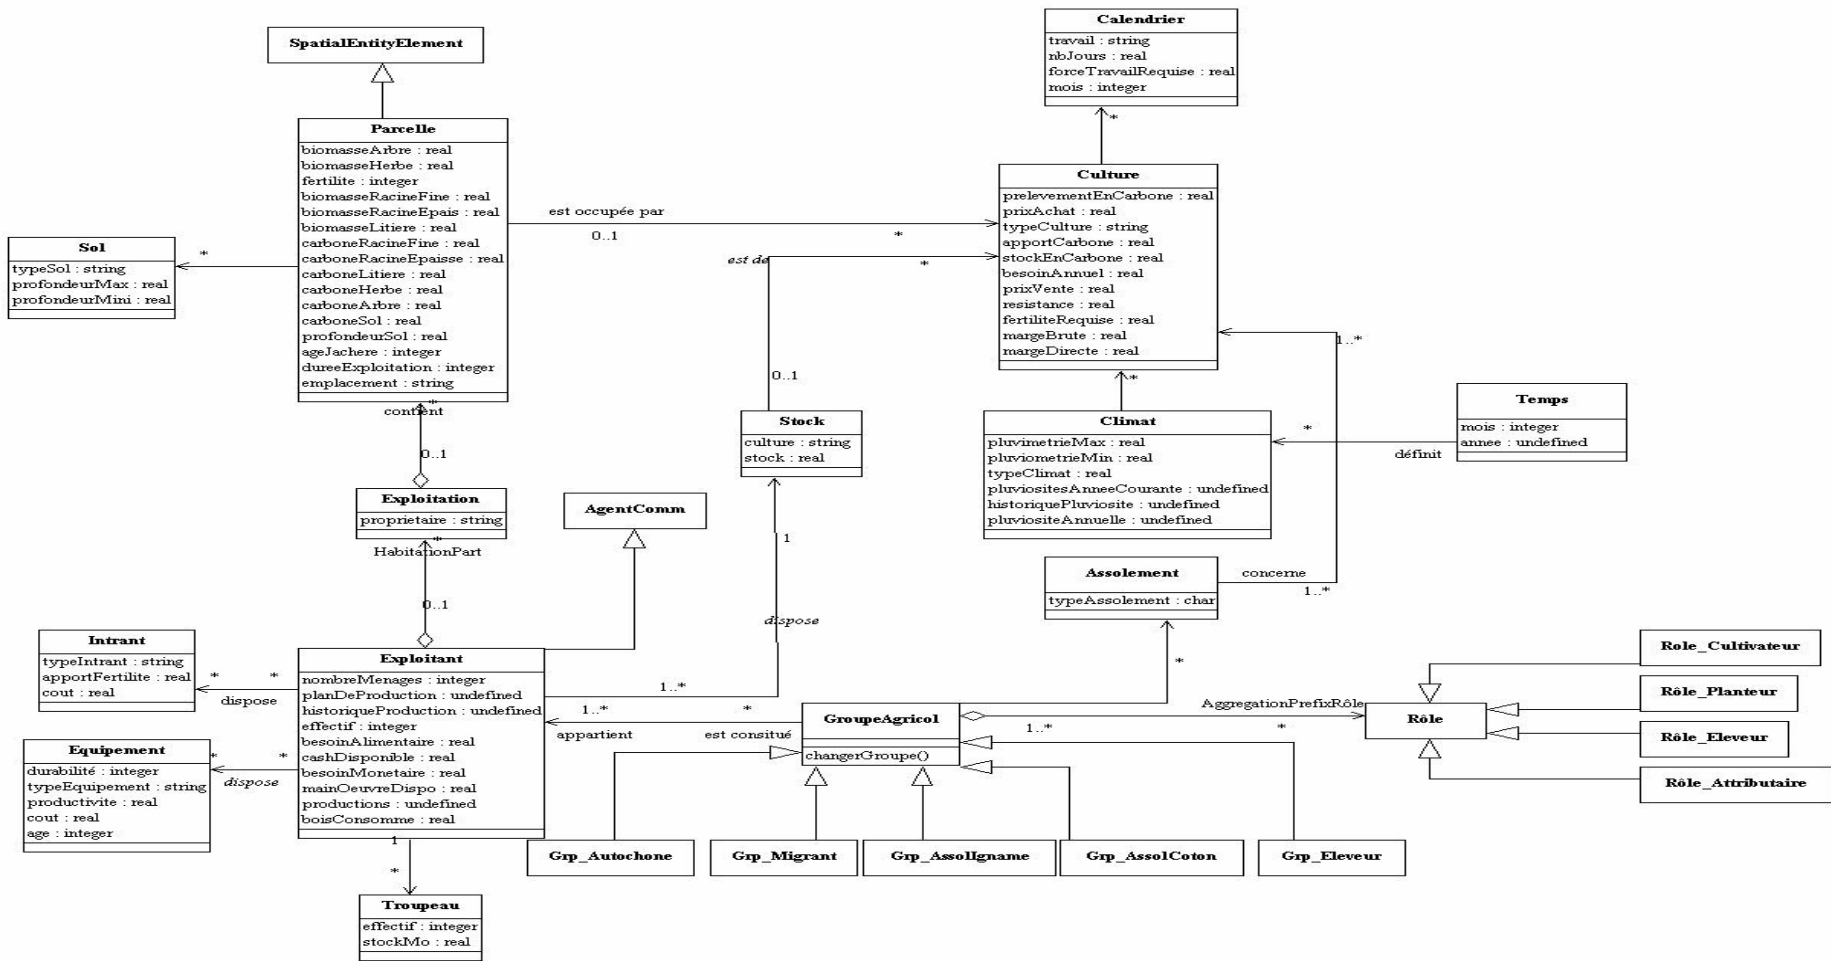 SpatialEntityElement
Calendrier
travail : string
nbJours : real
forceTravailRequise : real
mois : integer
*
Parcelle
biomasseArbre : real
biomasseHerbe : real
fertilite : integer
biomasseRacineFine : real
biomasseRacineEpais : real
biomasseLitiere : real
carboneRacineFine : real
carboneRacineEpaisse : real
carboneLitiere : real
carboneHerbe : real
carboneArbre : real
carboneSol : real
profondeurSol : real
ageJachere : integer
dureeExploitation : integer
emplacement : string
Culture
prelevementEnCarbone : real
prixAchat : real
typeCulture : string
apportCarbone : real
stockEnCarbone : real
besoinAnnuel : real
prixVente : real
resistance : real
fertiliteRequise : real
margeBrute : real
margeDirecte : real
est occupée par
0..1
*
est de
*
0..1
Sol
typeSol : string
profondeurMax : real
profondeurMini : real
*
1..*
*
*
contient
0..1
Stock
culture : string
stock : real
1
Climat
pluvimetrieMax : real
pluviometrieMin : real
typeClimat : real
pluviositesAnneeCourante : undefined
historiquePluviosite : undefined
pluviositeAnnuelle : undefined
Temps
mois : integer
annee : undefined
*
définit
Exploitation
proprietaire : string
*
HabitationPart
0..1
AgentComm
Assolement
typeAssolement : char
concerne
1..*
*
dispose
1..*
Intrant
typeIntrant : string
apportFertilite : real
cout : real
* *
dispose
Exploitant
nombreMenages : integer
planDeProduction : undefined
historiqueProduction : undefined
effectif : integer
besoinAlimentaire : real
cashDisponible : real
besoinMonetaire : real
mainOeuvreDispo : real
productions : undefined
boisConsomme : real
Equipement
durabilité : integer
typeEquipement : string
productivite : real
cout : real
age : integer
* *
dispose
1..* *
appartient est consitué
GroupeAgricol
changerGroupe()
AggregationPrefixRôle
1..* *
Rôle
Role_Cultivateur
Rôle_Planteur
Rôle_Eleveur
Rôle_Attributaire
1
*
Grp_Autochone
Grp_Migrant
Grp_AssolIgname
Grp_AssolCoton
Grp_Eleveur
Troupeau
effectif : integer
stockMo : real